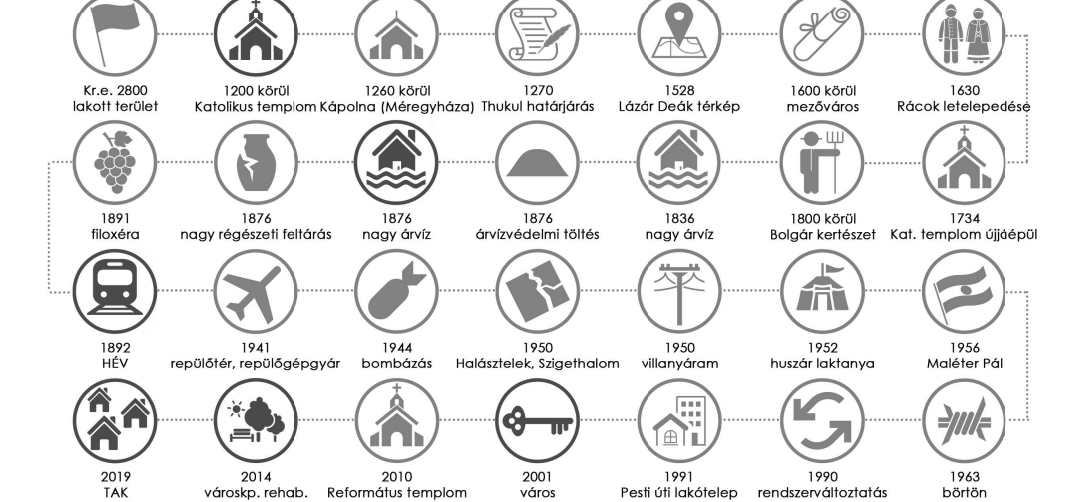 Kr.e. 2800
lakott terület
1200 körül
Katolikus templom
1260 körül
Kápolna (Méregyháza)
1270
Thukul határjárás
1528
Lázár Deák térkép
1600 körül
mezőváros
1630
Rácok letelepedése
1891
filoxéra
1876
nagy régészeti feltárás
1876
nagy árvíz
1876
árvízvédelmi töltés
1836
nagy árvíz
1800 körül
Bolgár kertészet
1734
Kat. templom újjáépül
1892
HÉV
1941
repülőtér, repülőgépgyár
1944
bombázás
1950
Halásztelek, Szigethalom
1950
villanyáram
1952
huszár laktanya
1956
Maléter Pál
2019
TAK
2014
városkp. rehab.
2010
Református templom
2001
város
1991
Pesti úti lakótelep
1990
rendszerváltoztatás
1963
börtön